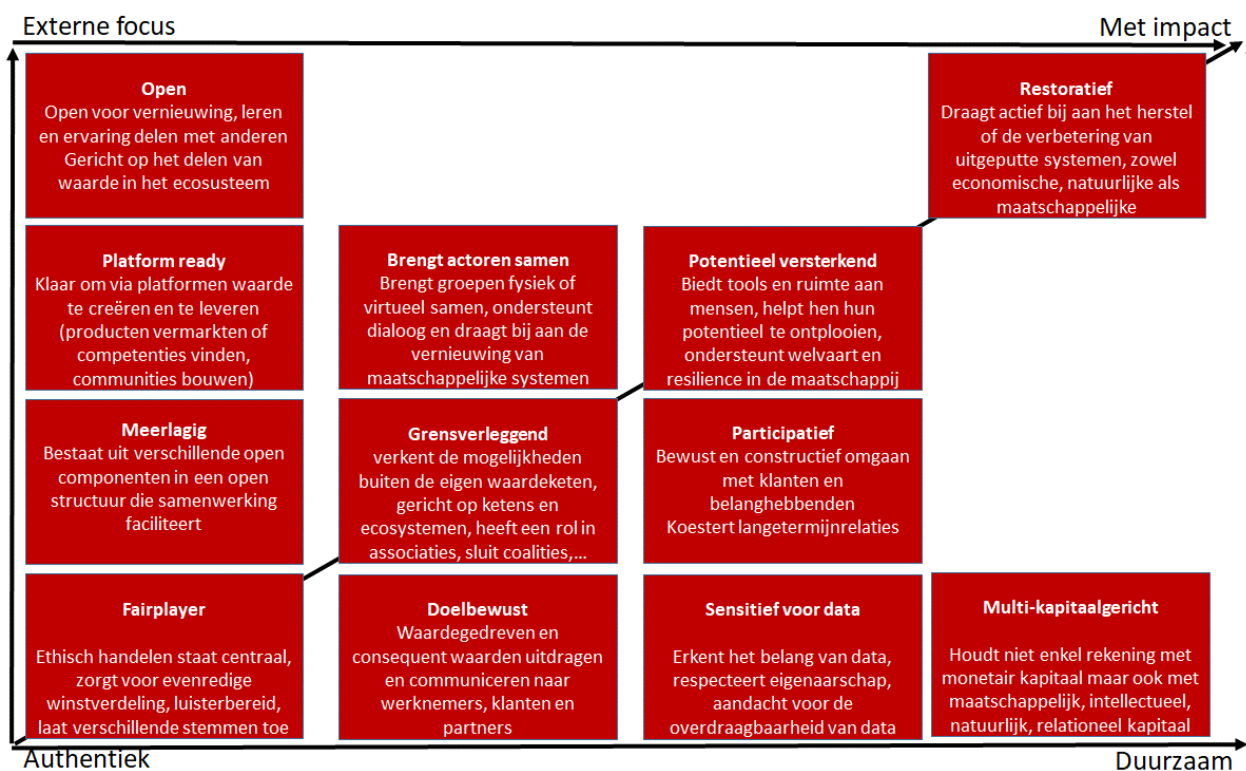 Externe focus
Met impact
Open
Open voor vernieuwing, leren
en ervaring delen met anderen
Gericht op het delen van
waarde in het ecosusteem
Restoratief
Draagt actief bij aan het herstel
of de verbetering van
uitgeputte systemen, zowel
economische, natuurlijke als
maatschappelijke
Platform ready
Klaar om via platformen waarde
te creëren en te leveren
(producten vermarkten of
competenties vinden,
communities bouwen)
Brengt actoren samen
Brengt groepen fysiek of
virtueel samen, ondersteunt
dialoog en draagt bij aan de
vernieuwing van
maatschappelijke systemen
Potentieel versterkend
Biedt tools en ruimte aan
mensen, helpt hen hun
potentieel te ontplooien,
ondersteunt welvaart en
resilience in de maatschappij
Meerlagig
Bestaat uit verschillende open
componenten in een open
structuur die samenwerking
faciliteert
Grensverleggend
verkent de mogelijkheden
buiten de eigen waardeketen,
gericht op ketens en
ecosystemen, heeft een rol in
associaties, sluit coalities,...
Participatief
Bewust en constructief omgaan
met klanten en
belanghebbenden
Koestert langetermijnrelaties
Fairplayer
Ethisch handelen staat centraal,
zorgt voor evenredige
winstverdeling, luisterbereid,
laat verschillende stemmen toe
Doelbewust
Waardegedreven en
consequent waarden uitdragen
en communiceren naar
werknemers, klanten en
partners
Sensitief voor data
Erkent het belang van data,
respecteert eigenaarschap,
aandacht voor de
overdraagbaarheid van data
Multi-kapitaalgericht
Houdt niet enkel rekening met
monetair kapitaal maar ook met
maatschappelijk, intellectueel,
natuurlijk, relationeel kapitaal
Authentiek
Duurzaam